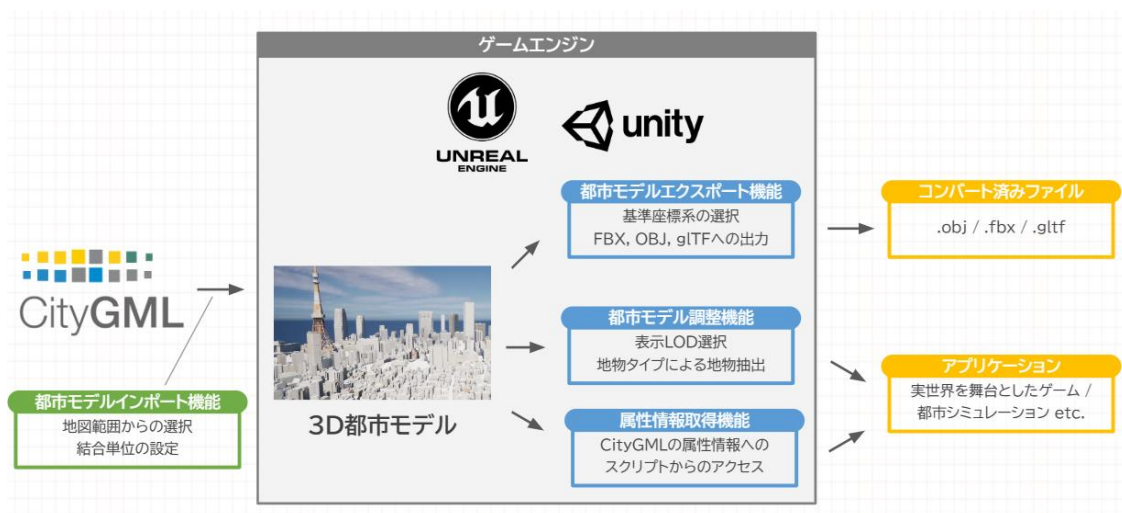 ゲームエンジン
UNREAL
ENGINE
unity
CityGML
都市モデルインポート機能
地図範囲からの選択
結合単位の設定
3D都市モデル
都市モデルエクスポート機能
基準座標系の選択
FBX, OBJ, glTFへの出力
都市モデル調整機能
表示LOD選択
地物タイプによる地物抽出
属性情報取得機能
CityGMLの属性情報への
スクリプトからのアクセス
コンバート済みファイル
.obj / .fbx / .gltf
アプリケーション
実世界を舞台としたゲーム /
都市シミュレーション etc.